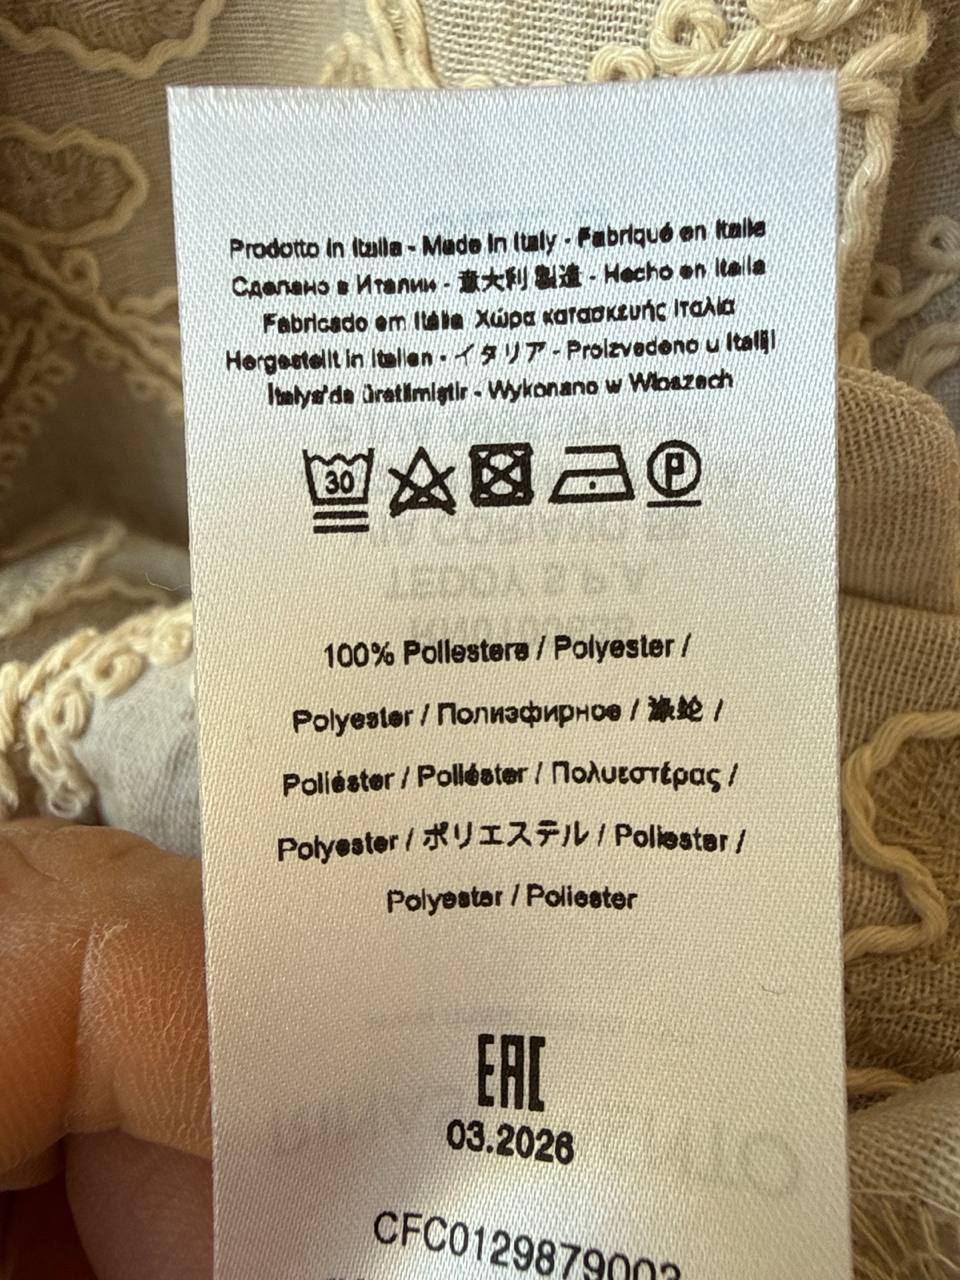 Prodotto in Italia - Made in Italy - Fabriqué en Italie
Сделано в Италии - 意大利 製造 - Hecho en Italia
Fabricado em Itália Χώρα κατασκευής Ιταλία
Hergestellt in Italien - イタリア - Proizvedeno u Italiji
İtalya'da üretilmiştir - Wykonano w Włoszech
30
P
100% Poliestere / Polyester /
Polyester / Полиэфирное / 涤纶 /
Poliéster / Poliéster / Πολυεστέρας /
Polyester / ポリエステル / Poliester /
Polyester / Poliester
EAC
03.2026
CFC0129879003